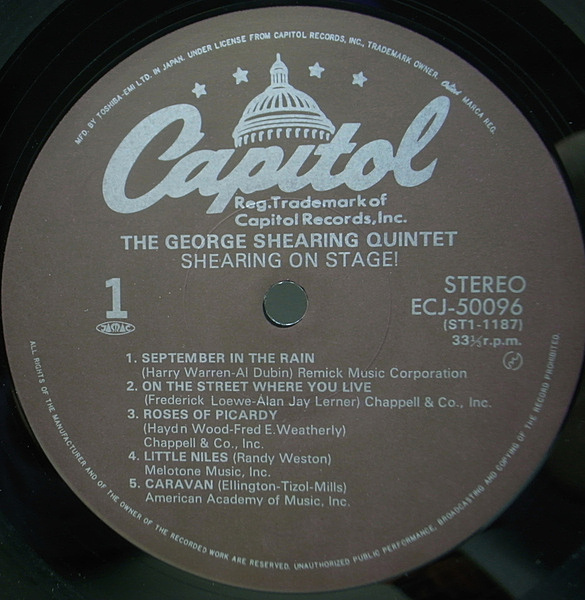 MFD. BY TOSHIBA-EMI LTD. IN JAPAN. UNDER LICENSE FROM CAPITOL RECORDS, INC., TRADEMARK OWNER. Capitol MARCA REG.
Capitol
Reg.Trademark of
Capitol Records,Inc.
THE GEORGE SHEARING QUINTET
SHEARING ON STAGE!
1
JASRAC
STEREO
ECJ-50096
(ST1-1187)
33⅓r.p.m.
1. SEPTEMBER IN THE RAIN
(Harry Warren-Al Dubin) Remick Music Corporation
2. ON THE STREET WHERE YOU LIVE
(Frederick Loewe-Alan Jay Lerner) Chappell & Co., Inc.
3. ROSES OF PICARDY
(Haydn Wood-Fred E.Weatherly)
Chappell & Co., Inc.
4. LITTLE NILES (Randy Weston)
Melotone Music, Inc.
5. CARAVAN (Ellington-Tizol-Mills)
American Academy of Music, Inc.
ALL RIGHTS OF THE MANUFACTURER AND OF THE OWNER OF THE RECORDED WORK ARE RESERVED. UNAUTHORIZED PUBLIC PERFORMANCE, BROADCASTING AND COPYING OF THE RECORD PROHIBITED.